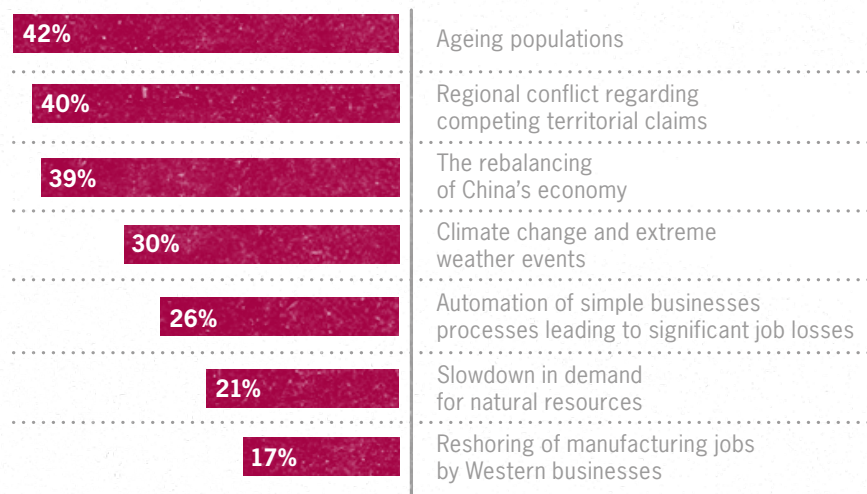 42%
Ageing populations
40%
Regional conflict regarding
competing territorial claims
39%
The rebalancing
of China’s economy
30%
Climate change and extreme
weather events
26%
Automation of simple businesses
processes leading to significant job losses
21%
Slowdown in demand
for natural resources
17%
Reshoring of manufacturing jobs
by Western businesses